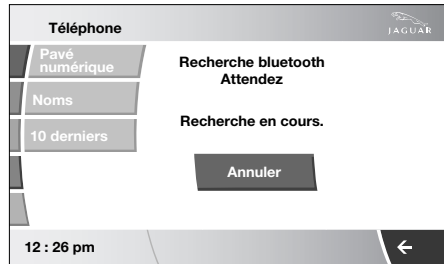 Téléphone
JAGUAR
Pavé
numérique
Noms
10 derniers
Recherche bluetooth
Attendez
Recherche en cours.
Annuler
12 : 26 pm